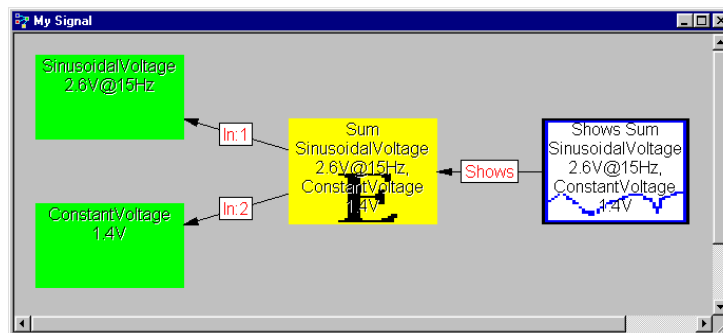 My Signal
SinusoidalVoltage
2.6V@15Hz
In:1
Sum
SinusoidalVoltage
2.6V@15Hz,
ConstantVoltage
1.4V
E
Shows
Shows Sum
SinusoidalVoltage
2.6V@15Hz,
ConstantVoltage
1.4V
ConstantVoltage
1.4V
In:2